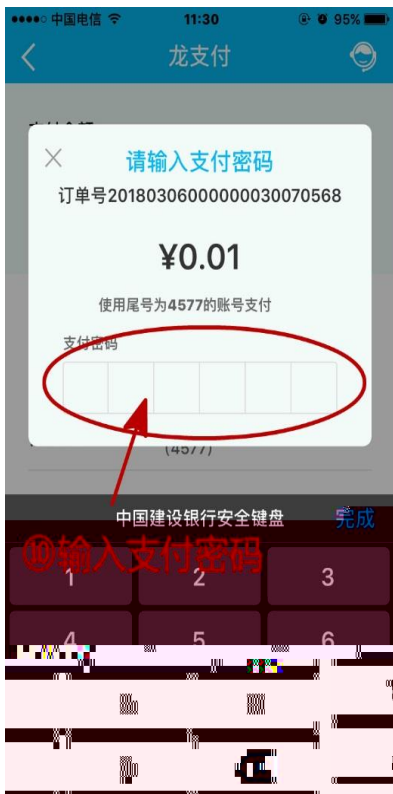 中国电信 11:30 95%
龙支付
×
请输入支付密码
订单号20180306000000030070568
¥0.01
使用尾号为4577的账号支付
支付密码
(4577)
中国建设银行安全键盘 完成
⑩输入支付密码
1 2 3
4 5 6